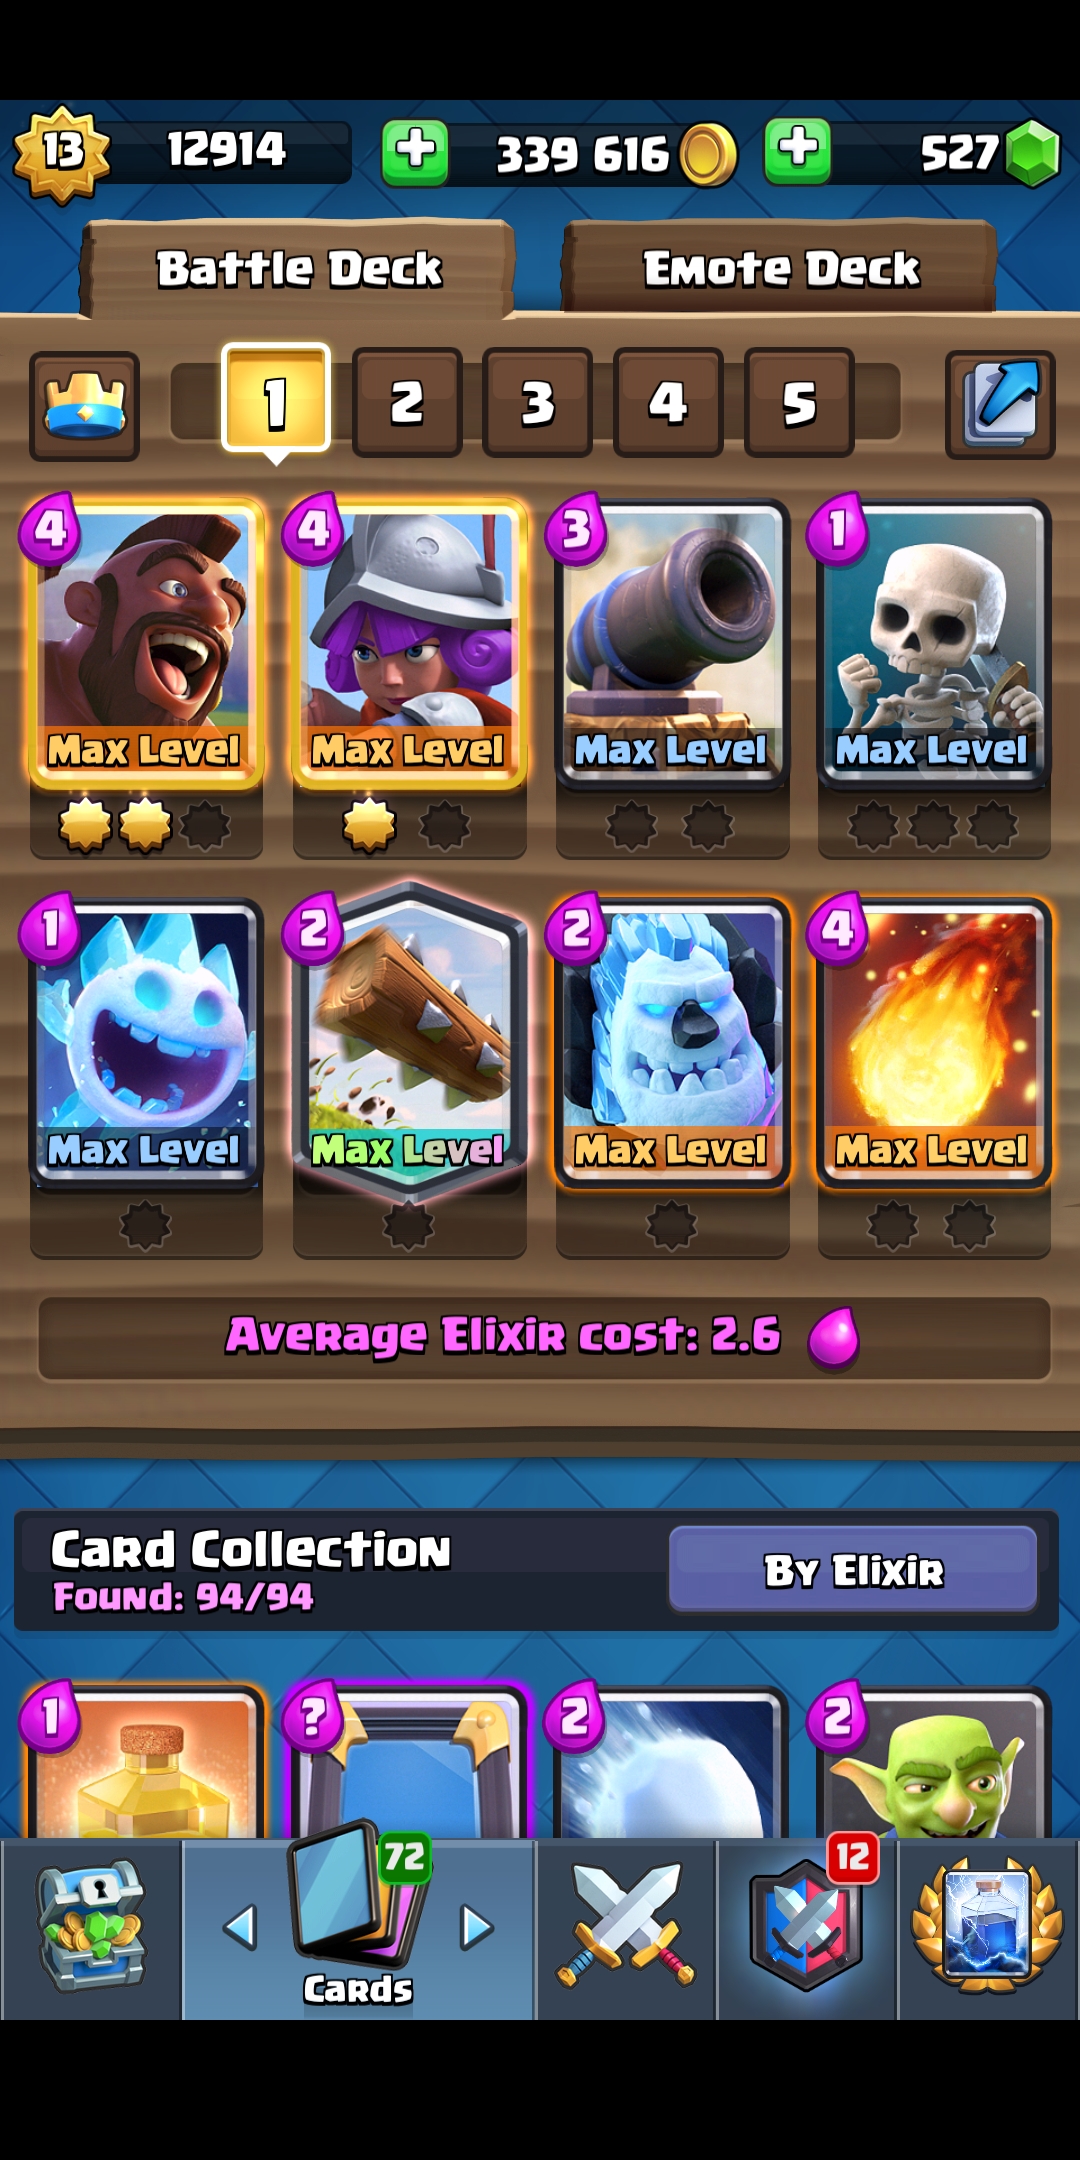 13 12914 339 616 527
Battle Deck Emote Deck
1 2 3 4 5
4 4 3 1
Max Level Max Level Max Level Max Level
1 2 2 4
Max Level Max Level Max Level Max Level
Average Elixir cost: 2.6
Card Collection
Found: 94/94
By Elixir
1 ? 2 2
72 12
Cards